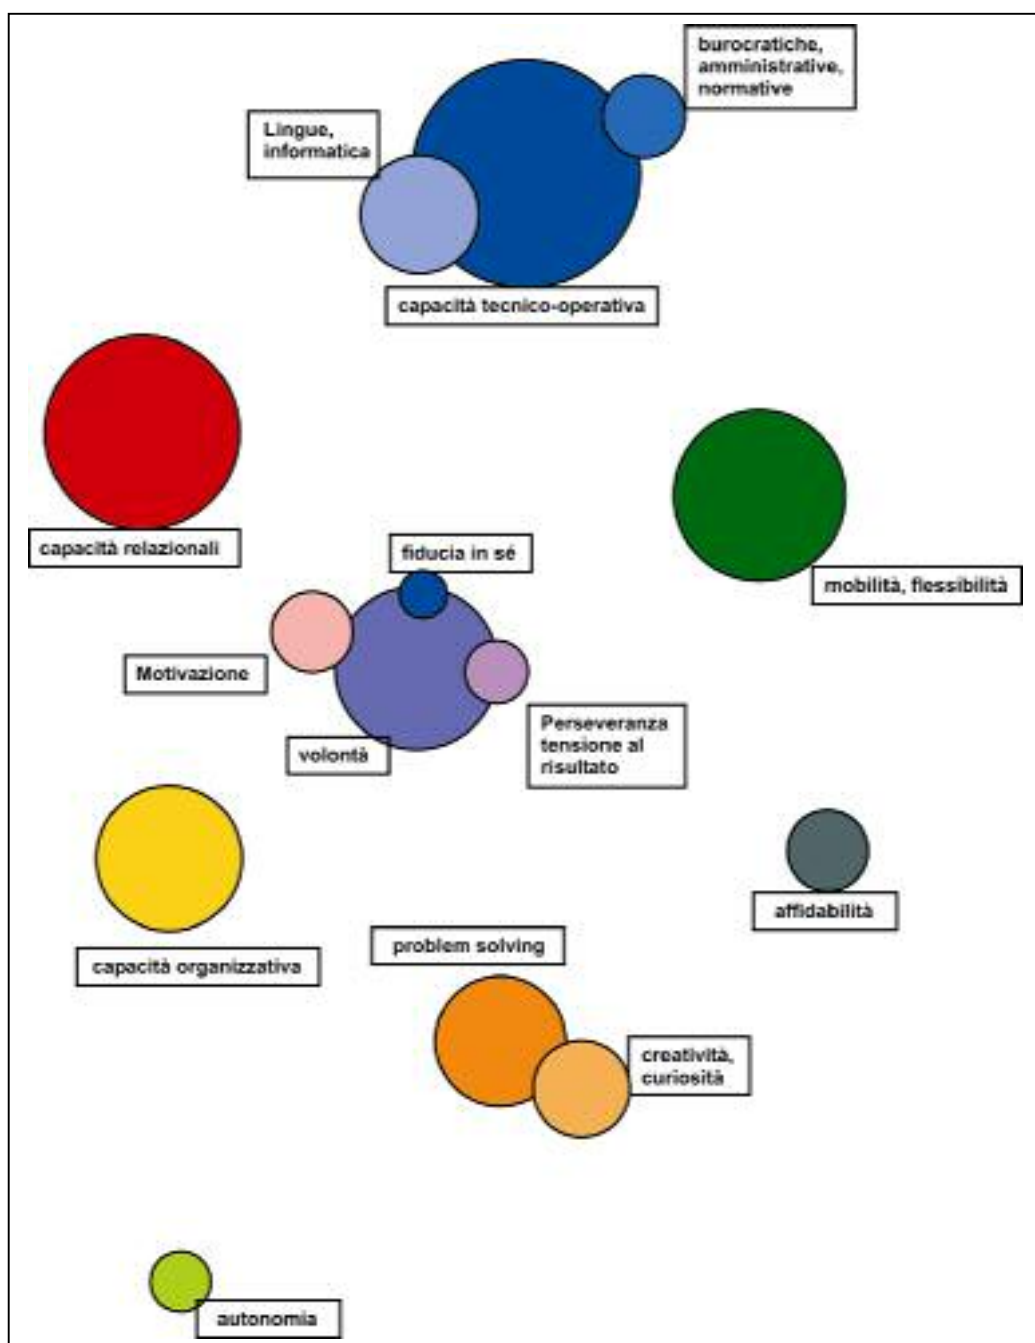 burocratiche,
amministrative,
normative
Lingue,
informatica
capacità tecnico-operativa
capacità relazionali
fiducia in sé
mobilità, flessibilità
Motivazione
volontà
Perseveranza
tensione al
risultato
affidabilità
problem solving
capacità organizzativa
creatività,
curiosità
autonomia